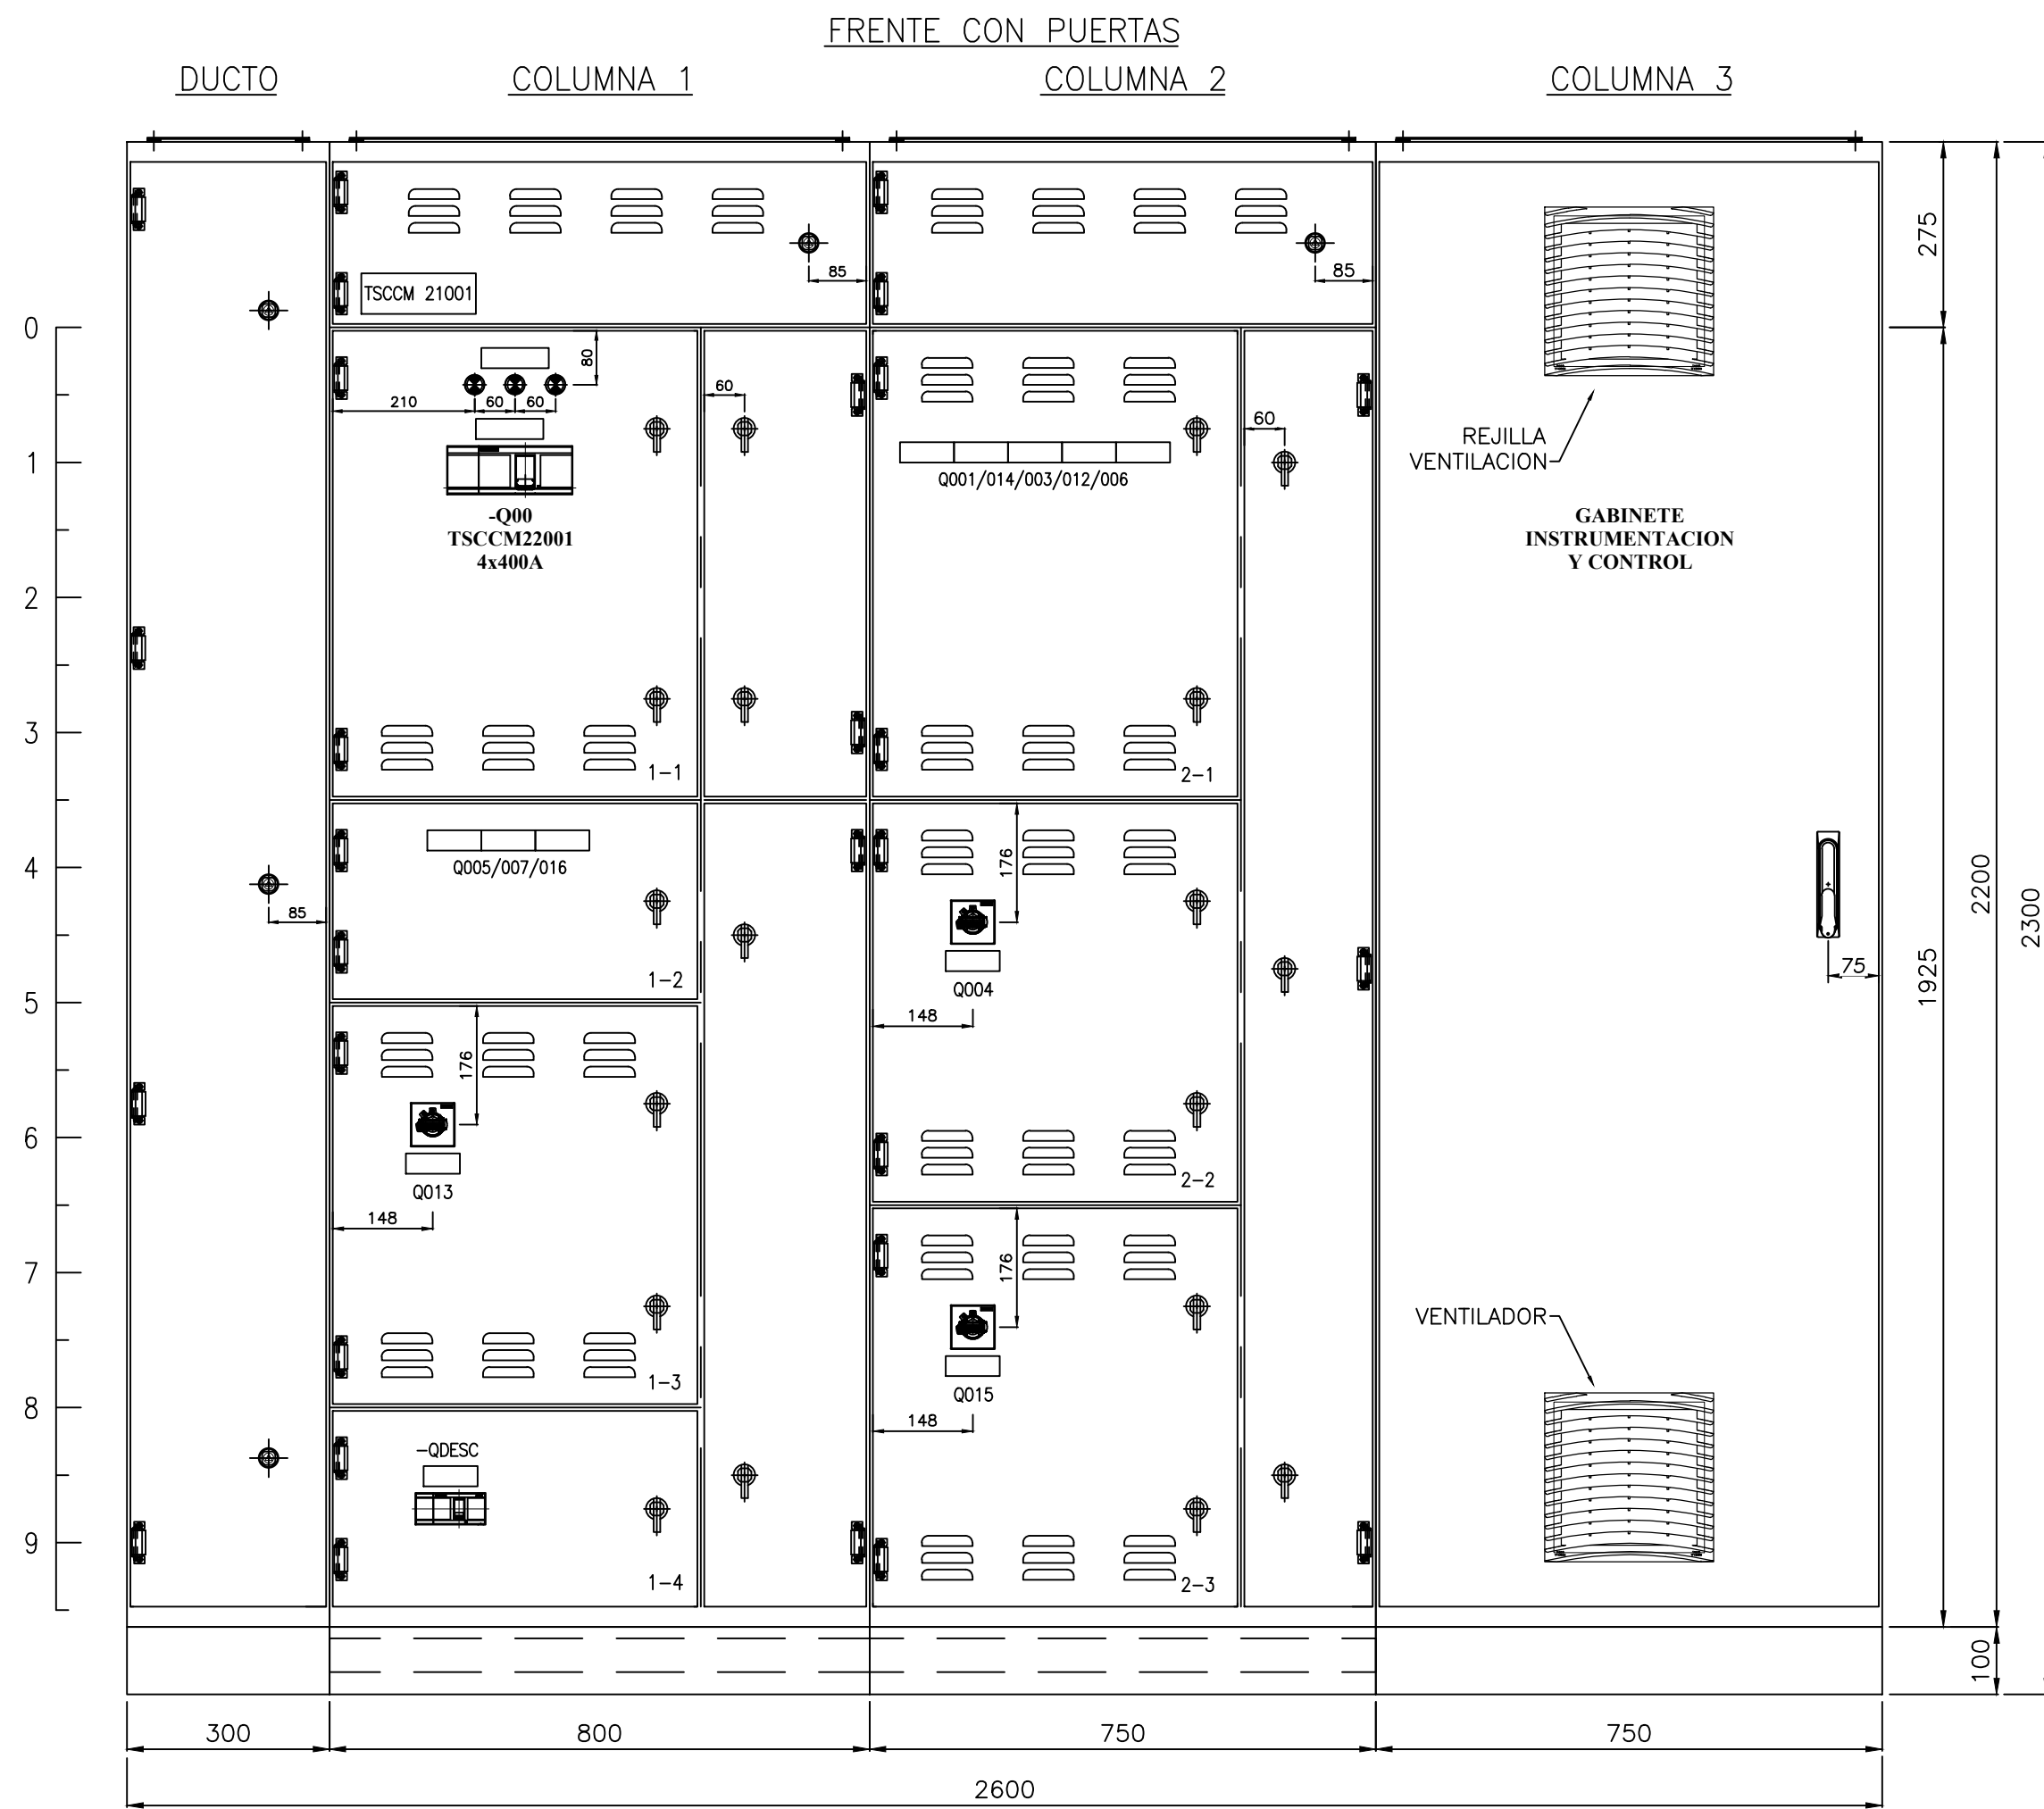 FRENTE CON PUERTAS
DUCTO
COLUMNA 1
COLUMNA 2
COLUMNA 3
TSCCM 21001
85
85
275
0
1
2
3
4
5
6
7
8
9
80
210
60
60
60
60
-Q00
TSCCM22001
4x400A
Q001/014/003/012/006
REJILLA
VENTILACION
GABINETE
INSTRUMENTACION
Y CONTROL
1-1
2-1
Q005/007/016
1-2
85
176
Q004
148
2-2
75
1925
2200
2300
176
Q013
148
1-3
176
Q015
148
2-3
VENTILADOR
-QDESC
1-4
100
300
800
750
750
2600